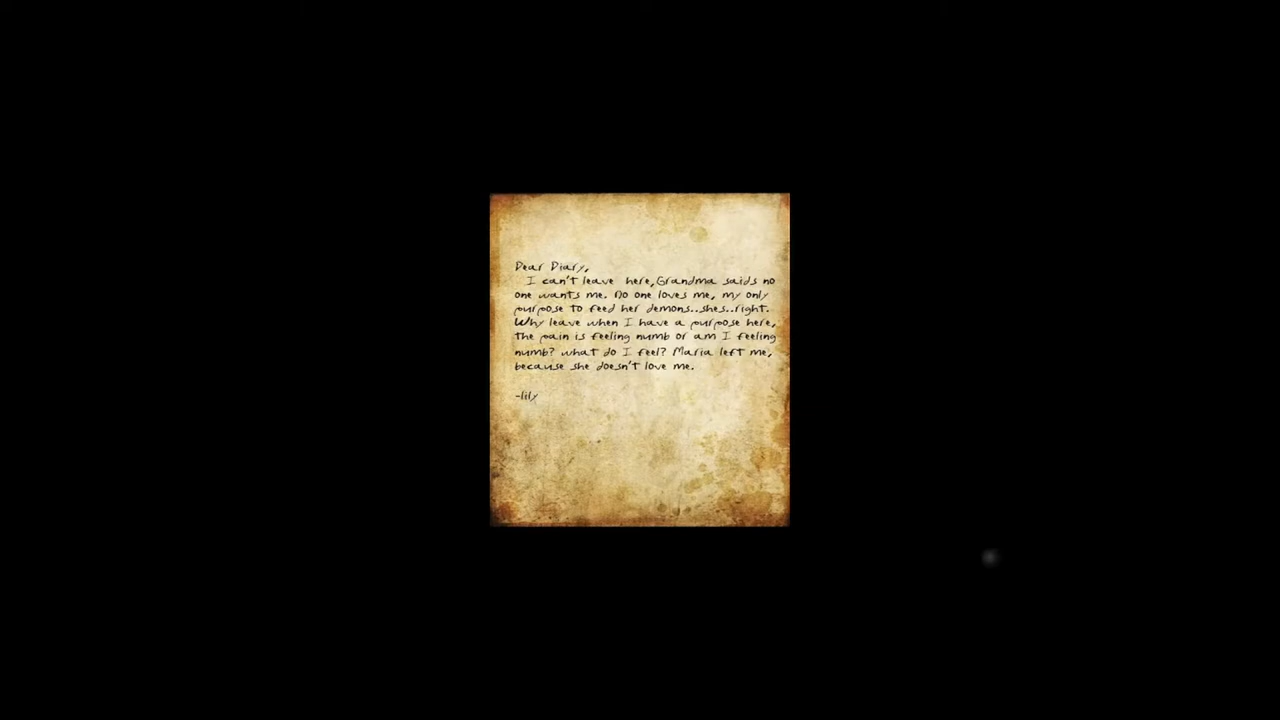 Dear Diary,
I can't leave here,Grandma saids no
one wants me. No one loves me, my only
purpose to feed her demons..shes..right.
Why leave when I have a purpose here,
the pain is feeling numb or am I feeling
numb? what do I feel? Maria left me,
because she doesn't love me.
-lily